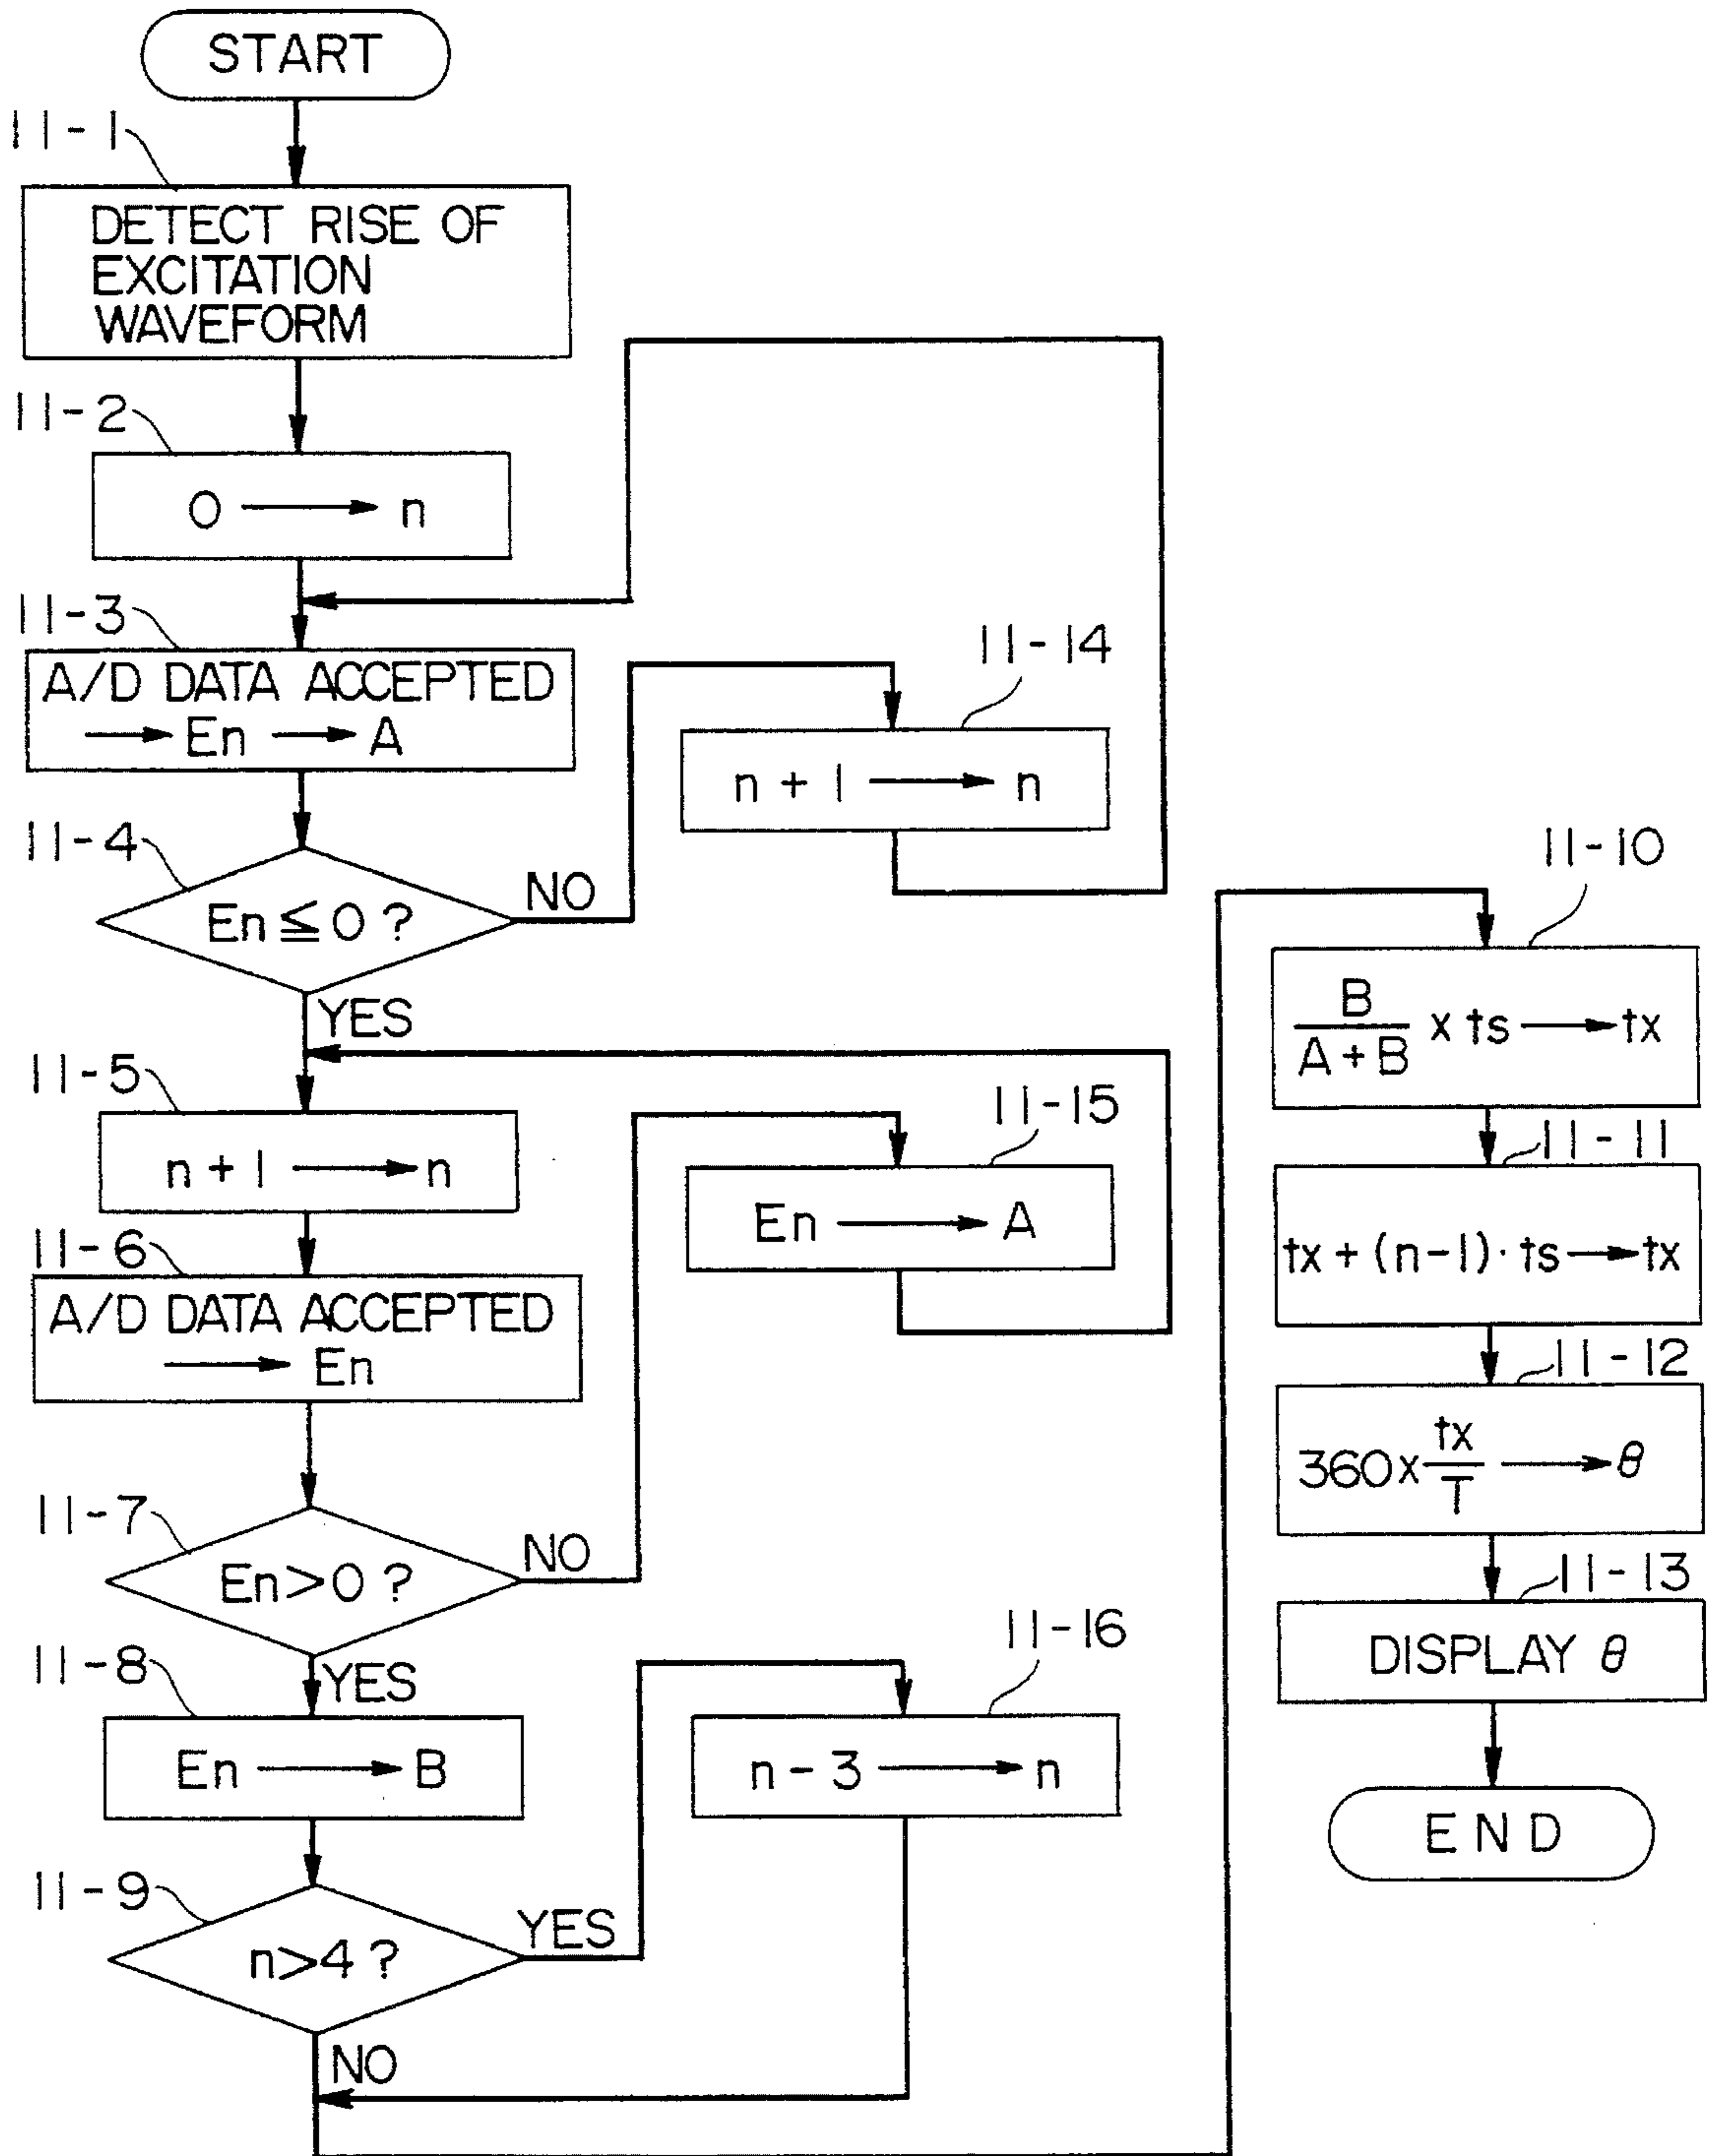 START
11-1
DETECT RISE OF
EXCITATION
WAVEFORM
11-2
0 → n
11-3
A/D DATA ACCEPTED
→ En → A
11-4
En ≦ 0 ?
NO
YES
11-14
n + 1 → n
11-5
n + 1 → n
11-6
A/D DATA ACCEPTED
→ En
11-7
En > 0 ?
NO
YES
11-15
En → A
11-8
En → B
11-9
n > 4 ?
YES
NO
11-16
n - 3 → n
11-10
B
A + B
x ts → tx
11-11
tx + (n-1) · ts → tx
11-12
360 x
tx
T
→ θ
11-13
DISPLAY θ
END